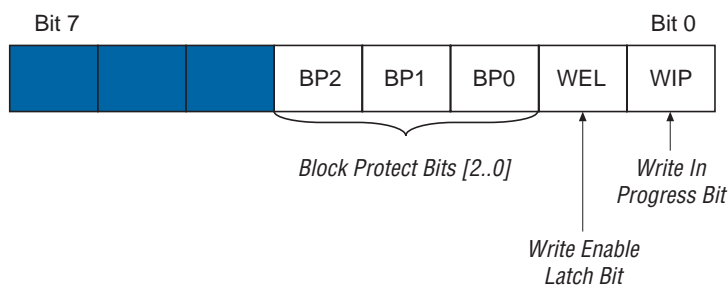 Bit 7 Bit 0
BP2 BP1 BP0 WEL WIP
Block Protect Bits [2..0]
Write In
Progress Bit
Write Enable
Latch Bit